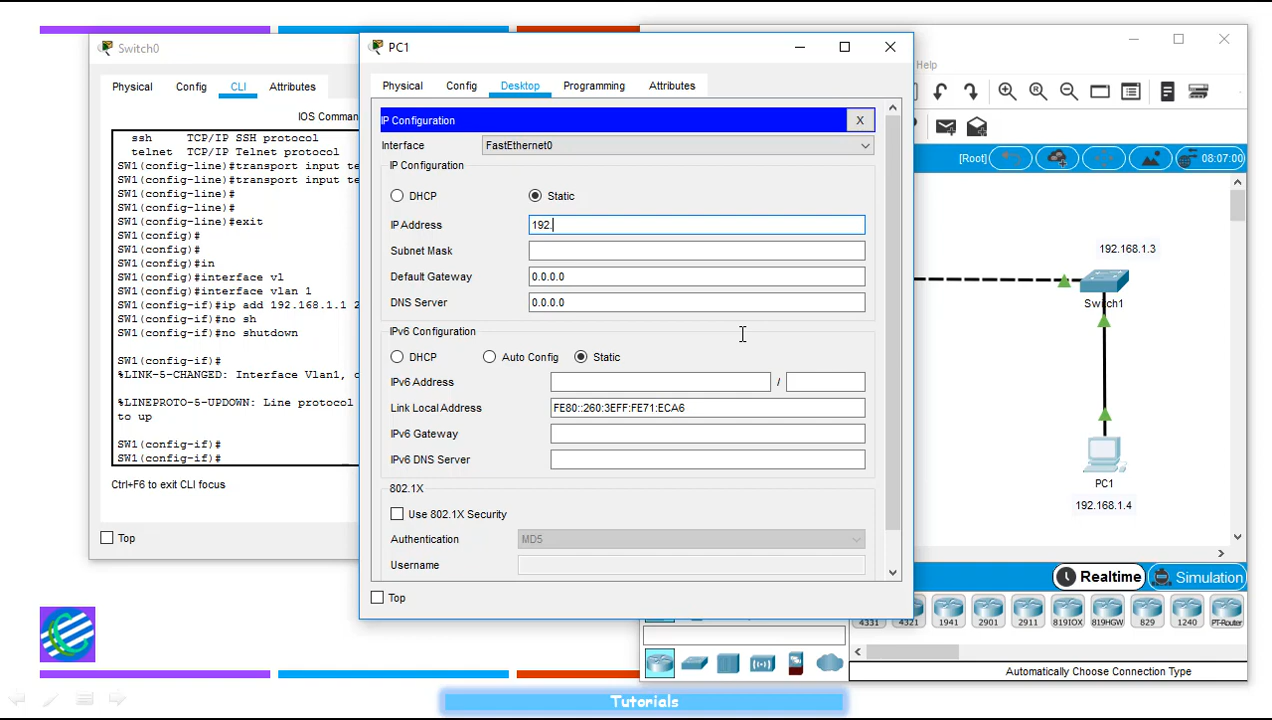 Switch0
Physical Config CLI Attributes
IOS Comman
ssh TCP/IP SSH protocol
telnet TCP/IP Telnet protocol
SW1(config-line)#transport input te
SW1(config-line)#transport input te
SW1(config-line)#
SW1(config-line)#
SW1(config-line)#exit
SW1(config)#
SW1(config)#
SW1(config)#in
SW1(config)#interface vl
SW1(config)#interface vlan 1
SW1(config-if)#ip add 192.168.1.1 2
SW1(config-if)#no sh
SW1(config-if)#no shutdown
SW1(config-if)#
%LINK-5-CHANGED: Interface Vlan1, c
%LINEPROTO-5-UPDOWN: Line protocol
to up
SW1(config-if)#
SW1(config-if)#
Ctrl+F6 to exit CLI focus
Top
PC1
Physical Config Desktop Programming Attributes
IP Configuration X
Interface FastEthernet0
IP Configuration
DHCP Static
IP Address 192.
Subnet Mask
Default Gateway 0.0.0.0
DNS Server 0.0.0.0
IPv6 Configuration
DHCP Auto Config Static
IPv6 Address /
Link Local Address FE80::260:3EFF:FE71:ECA6
IPv6 Gateway
IPv6 DNS Server
802.1X
Use 802.1X Security
Authentication MD5
Username
Top
Help
[Root] 08:07:00
192.168.1.3
Switch1
PC1
192.168.1.4
Realtime Simulation
4331 4321 1941 2901 2911 819IOX 819HGW 829 1240 PT-Router
Automatically Choose Connection Type
Tutorials